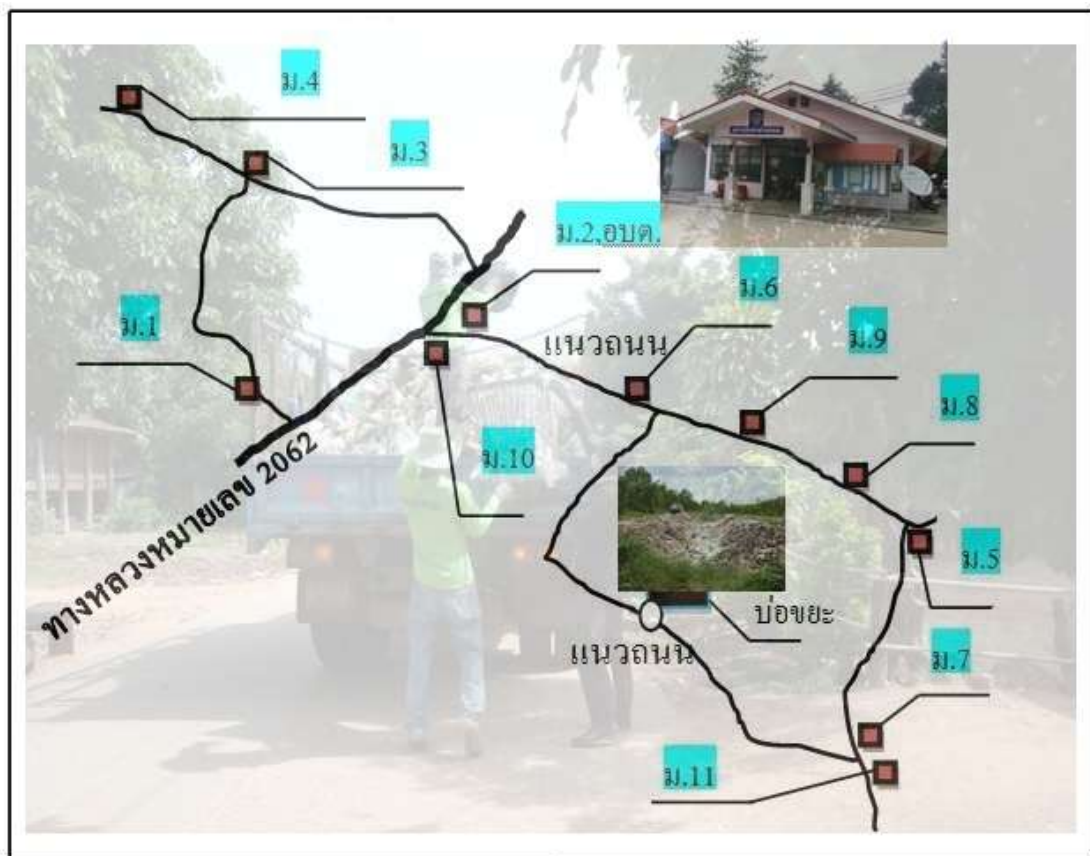 ม.4
ม.3
ม.2,อบต.
ม.6
ม.1
แนวถนน
ม.9
ม.8
ม.10
ทางหลวงหมายเลข 2062
ม.5
บ่อขยะ
แนวถนน
ม.7
ม.11